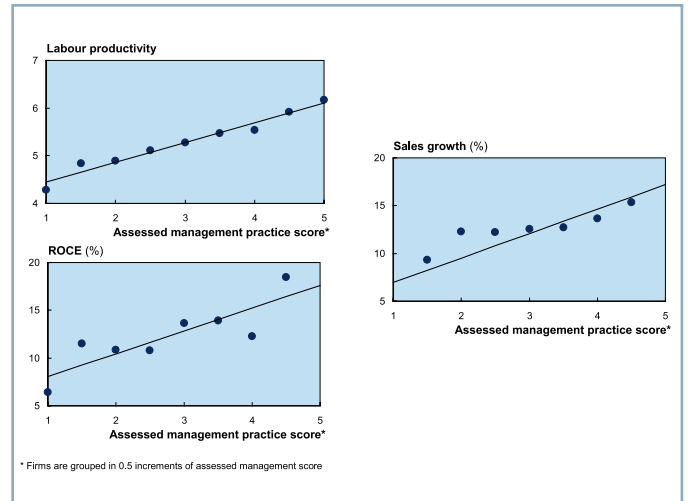 Labour productivity
7
6
5
4
1 2 3 4 5
Assessed management practice score*
ROCE (%)
20
15
10
5
1 2 3 4 5
Assessed management practice score*
Sales growth (%)
20
15
10
5
1 2 3 4 5
Assessed management practice score*
* Firms are grouped in 0.5 increments of assessed management score